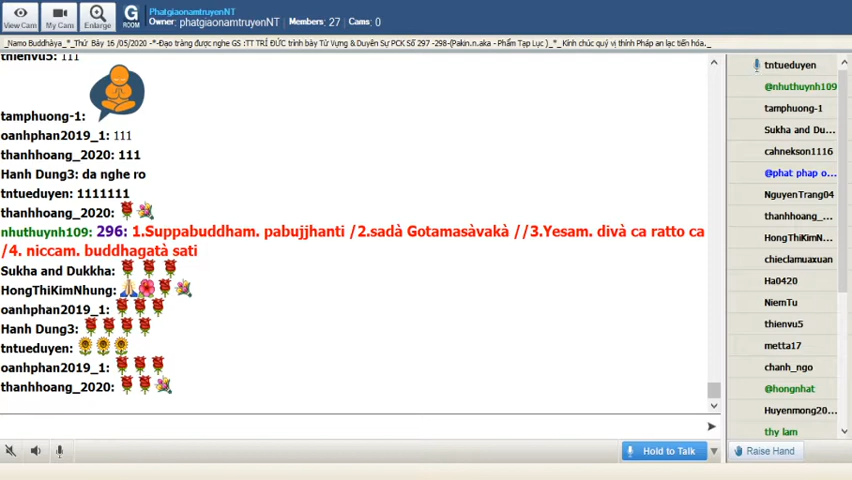 View Cam
My Cam
Enlarge
G
ROOM
PhatgiaonamtruyenNT
Owner: phatgiaonamtruyenNT Members: 27 Cams: 0
_Namo Buddhàya_*_Thứ Bảy 16 /05/2020 -*-Đạo tràng được nghe GS :TT TRÍ ĐỨC trình bày Từ Vựng & Duyên Sự PCK Số 297 -298-(Pakin.n.aka - Phẩm Tạp Lục )_*_ Kính chúc quý vị thính Pháp an lạc tiến hóa._
thienvu5: 111
tamphuong-1:
oanhphan2019_1: 111
thanhhoang_2020: 111
Hanh Dung3: da nghe ro
tntueduyen: 1111111
thanhhoang_2020:
nhuthuynh109: 296: 1.Suppabuddham. pabujjhanti /2.sadà Gotamasàvakà //3.Yesam. divà ca ratto ca
/4. niccam. buddhagatà sati
Sukha and Dukkha:
HongThiKimNhung:
oanhphan2019_1:
Hanh Dung3:
tntueduyen:
oanhphan2019_1:
thanhhoang_2020:
Hold to Talk
tntueduyen
@nhuthuynh109
tamphuong-1
Sukha and Du...
cahnekson1116
@phat phap o...
NguyenTrang04
thanhhoang_...
HongThiKimN...
chieclamuaxuan
Ha0420
NiemTu
thienvu5
metta17
chanh_ngo
@hongnhat
Huyenmong20...
thy lam
Raise Hand